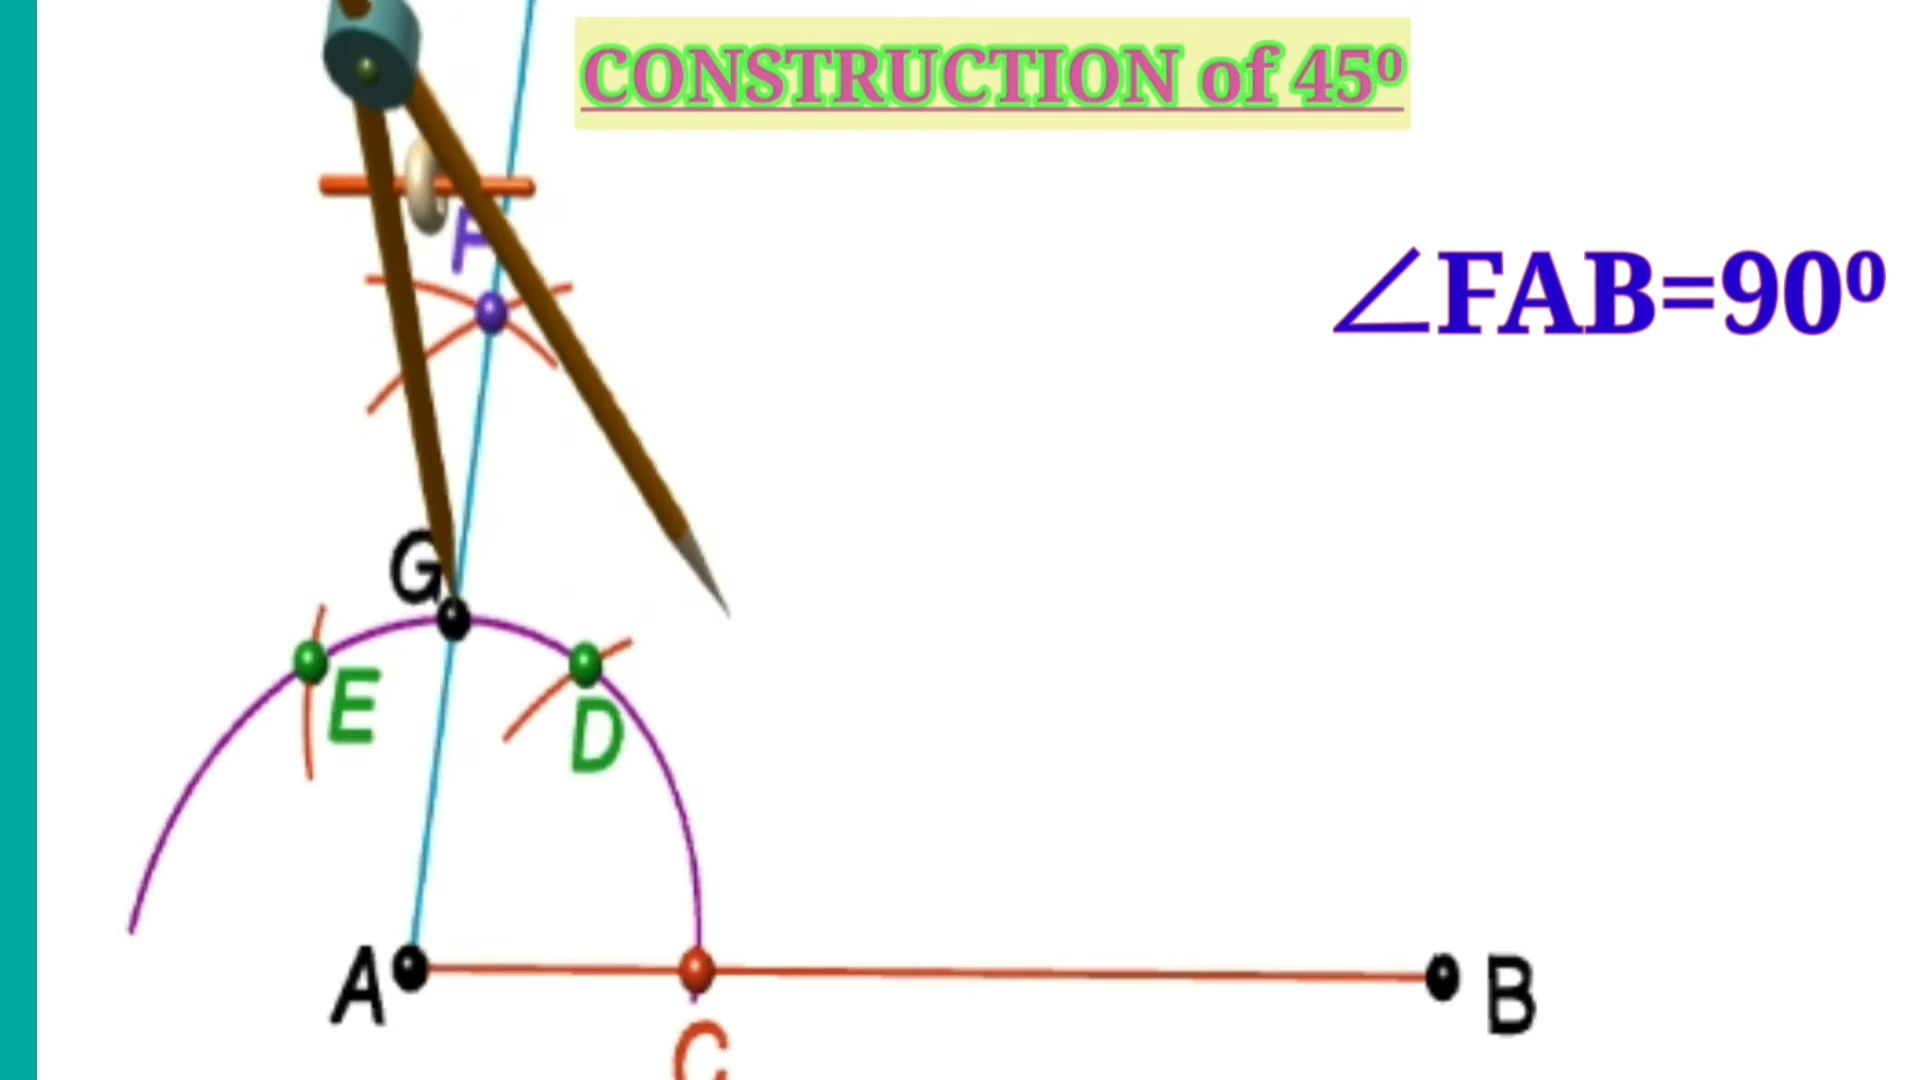 CONSTRUCTION of 45⁰
F
∠FAB=90⁰
G
E
D
A
B
C